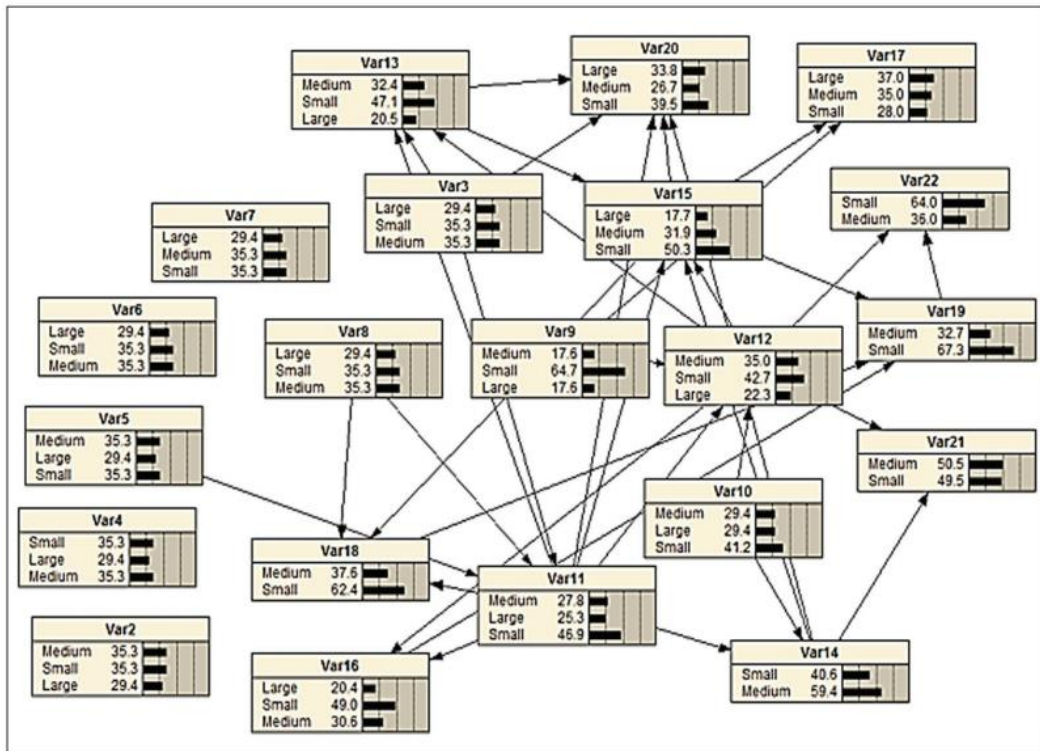 Var13
Medium 32.4
Small 47.1
Large 20.5
Var20
Large 33.8
Medium 26.7
Small 39.5
Var17
Large 37.0
Medium 35.0
Small 28.0
Var3
Large 29.4
Small 35.3
Medium 35.3
Var15
Large 17.7
Medium 31.9
Small 50.3
Var22
Small 64.0
Medium 36.0
Var7
Large 29.4
Medium 35.3
Small 35.3
Var6
Large 29.4
Small 35.3
Medium 35.3
Var8
Large 29.4
Small 35.3
Medium 35.3
Var9
Medium 17.6
Small 64.7
Large 17.6
Var12
Medium 35.0
Small 42.7
Large 22.3
Var19
Medium 32.7
Small 67.3
Var5
Medium 35.3
Large 29.4
Small 35.3
Var21
Medium 50.5
Small 49.5
Var10
Medium 29.4
Large 29.4
Small 41.2
Var4
Small 35.3
Large 29.4
Medium 35.3
Var18
Medium 37.6
Small 62.4
Var11
Medium 27.8
Large 25.3
Small 46.9
Var2
Medium 35.3
Small 35.3
Large 29.4
Var16
Large 20.4
Small 49.0
Medium 30.6
Var14
Small 40.6
Medium 59.4